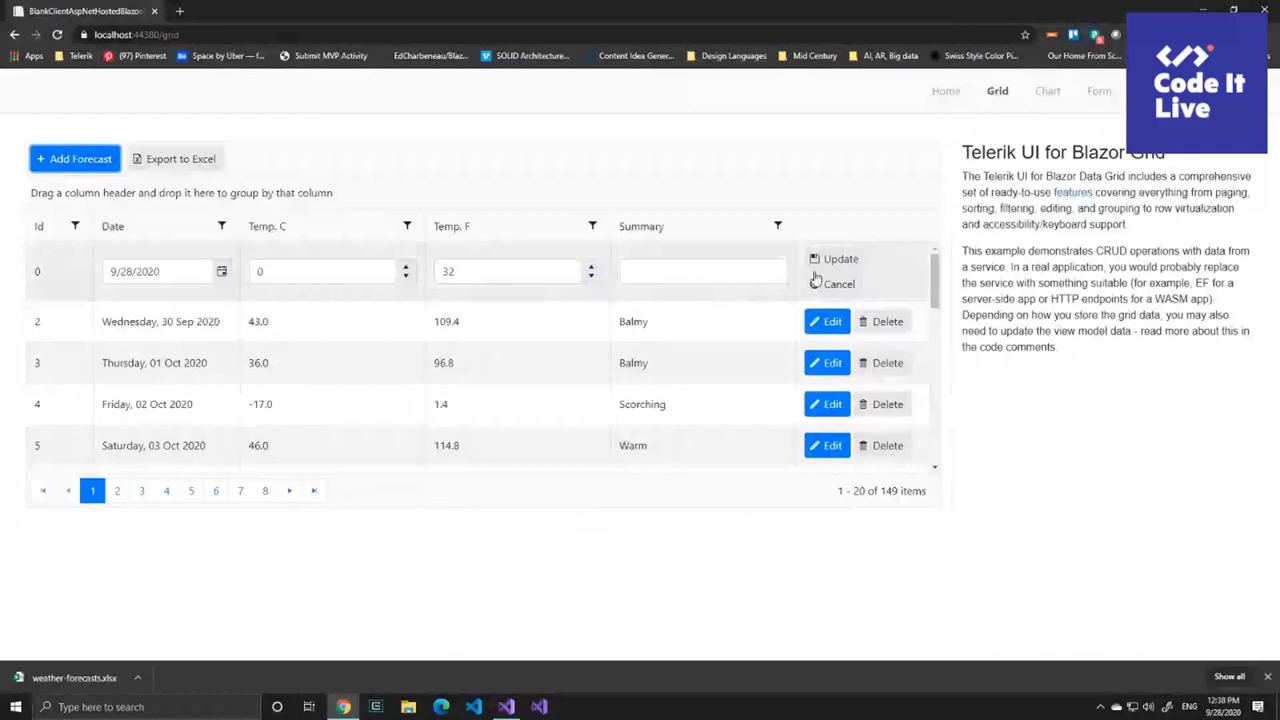 BlankClientAspNetHostedBlazor
localhost:44380/grid
Apps Telerik (97) Pinterest Space by Uber — f... Submit MVP Activity EdCharbeneau/Blaz... SOLID Architecture... Content Idea Gener... Design Languages Mid Century AI, AR, Big data Swiss Style Color Pi... Our Home From Sc...
Code It
Live
Home Grid Chart Form
+ Add Forecast Export to Excel
Drag a column header and drop it here to group by that column
Id Date Temp. C Temp. F Summary
0 9/28/2020 0 32 Update
Cancel
2 Wednesday, 30 Sep 2020 43.0 109.4 Balmy Edit Delete
3 Thursday, 01 Oct 2020 36.0 96.8 Balmy Edit Delete
4 Friday, 02 Oct 2020 -17.0 1.4 Scorching Edit Delete
5 Saturday, 03 Oct 2020 46.0 114.8 Warm Edit Delete
1 2 3 4 5 6 7 8 1 - 20 of 149 items
Telerik UI for Blazor Grid
The Telerik UI for Blazor Data Grid includes a comprehensive
set of ready-to-use features covering everything from paging,
sorting, filtering, editing, and grouping to row virtualization
and accessibility/keyboard support.
This example demonstrates CRUD operations with data from
a service. In a real application, you would probably replace
the service with something suitable (for example, EF for
a server-side app or HTTP endpoints for a WASM app).
Depending on how you store the grid data, you may also
need to update the view model data - read more about this in
the code comments.
weather-forecasts.xlsx Show all
Type here to search ENG 12:38 PM
9/28/2020